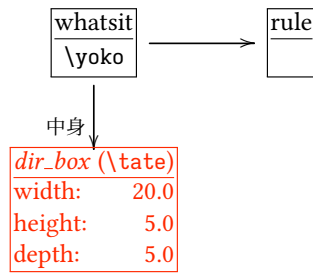 whatsit
\yoko
rule
中身
dir_box (\tate)
width: 20.0
height: 5.0
depth: 5.0